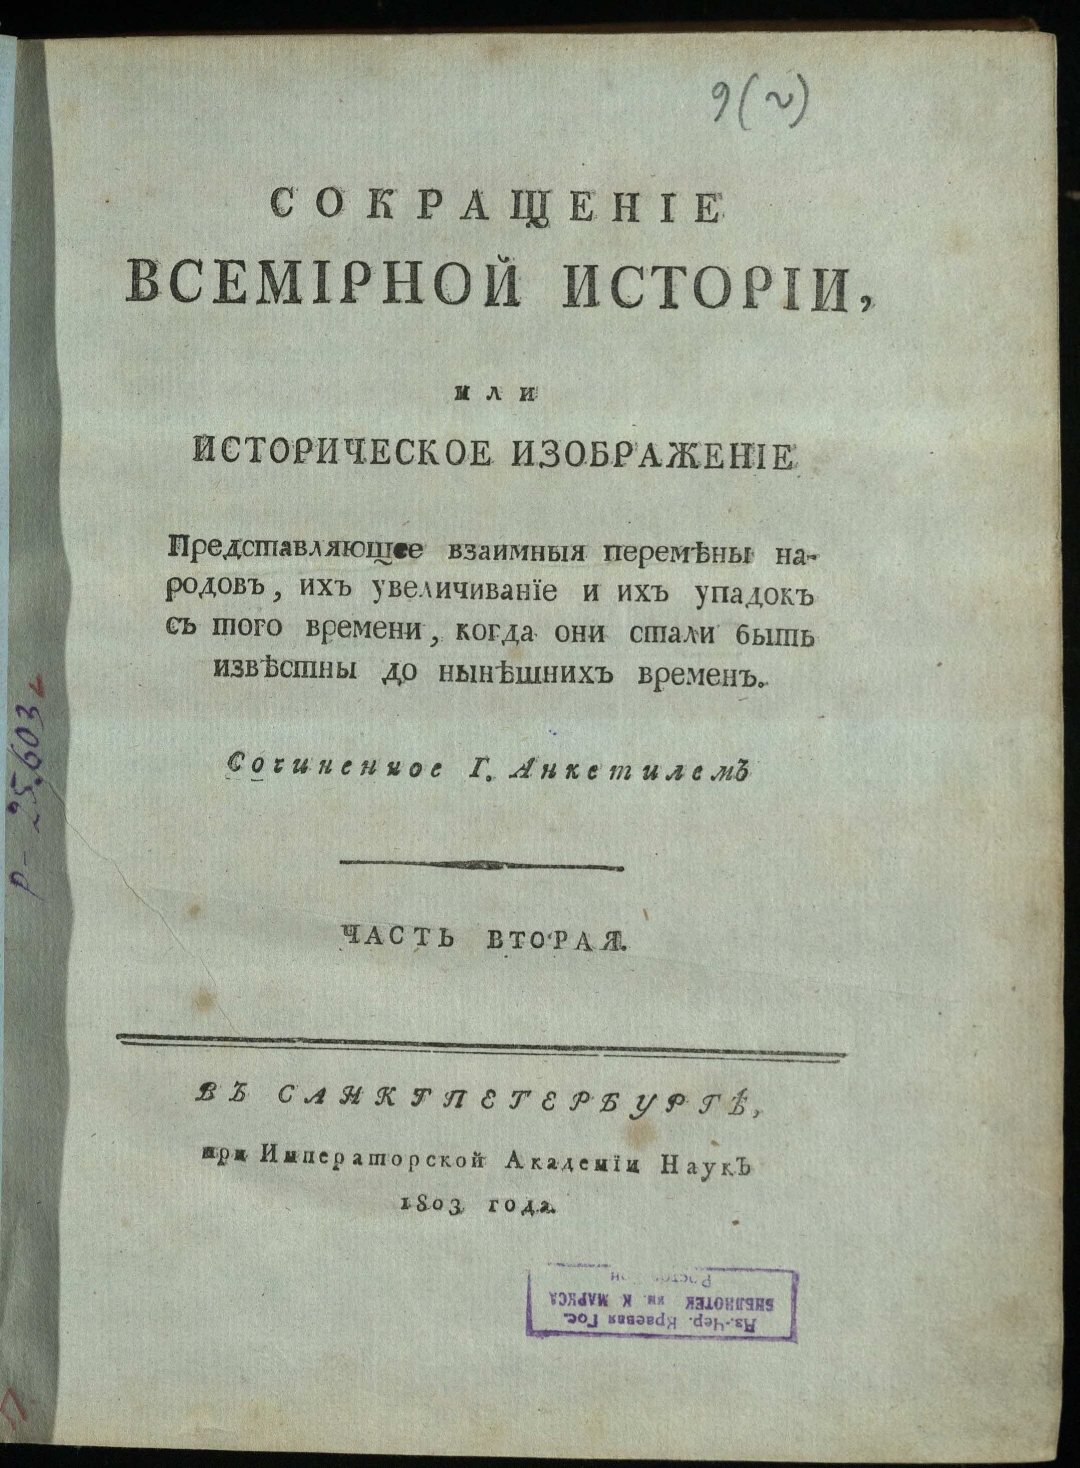 9(2)
СОКРАЩЕНІЕ
ВСЕМІРНОЙ ИСТОРІИ,
или
ИСТОРИЧЕСКОЕ ИЗОБРАЖЕНІЕ
Представляющее взаимныя перемѣны на-
родовъ, ихъ увеличиваніе и ихъ упадокъ
съ того времени, когда они стали быть
извѣстны до нынѣшнихъ временъ.
Сочиненное Г. Анкетилемъ
ЧАСТЬ ВТОРАЯ.
ВЪ САНКТПЕТЕРБУРГѢ,
при Императорской Академіи Наукъ
1803 года.
Аз.-Чер. Краевая Гос.
БИБЛИОТЕК им. К МАРКСА
Р-25603